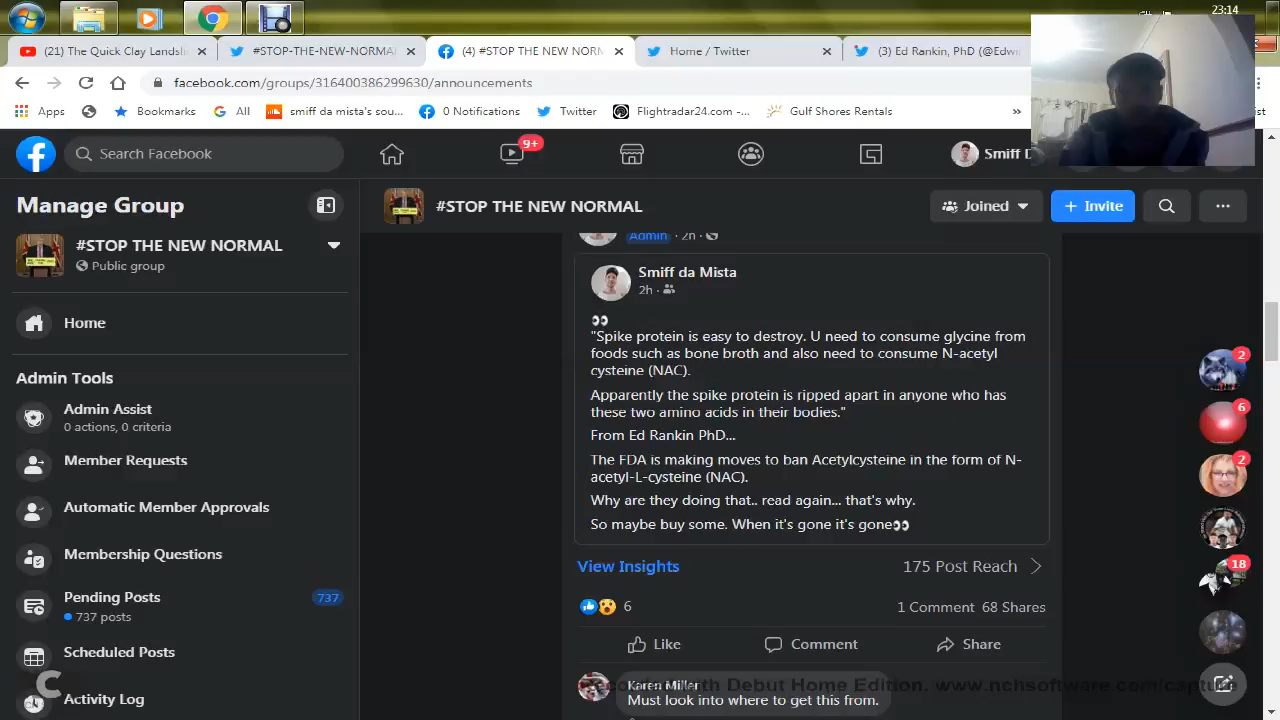 23:14
(21) The Quick Clay Landsli
#STOP-THE-NEW-NORMAL
(4) #STOP THE NEW NORM
Home / Twitter
(3) Ed Rankin, PhD (@Edwi
facebook.com/groups/316400386299630/announcements
Apps
Bookmarks
All
smiff da mista's sou...
0 Notifications
Twitter
Flightradar24.com -...
Gulf Shores Rentals
»
Search Facebook
9+
Smiff D
Manage Group
#STOP THE NEW NORMAL
Joined
+ Invite
#STOP THE NEW NORMAL
Public group
Home
Admin Tools
Admin Assist
0 actions, 0 criteria
Member Requests
Automatic Member Approvals
Membership Questions
Pending Posts
737
737 posts
Scheduled Posts
Activity Log
Admin · 2h ·
Smiff da Mista
2h ·
"Spike protein is easy to destroy. U need to consume glycine from
foods such as bone broth and also need to consume N-acetyl
cysteine (NAC).
Apparently the spike protein is ripped apart in anyone who has
these two amino acids in their bodies."
From Ed Rankin PhD...
The FDA is making moves to ban Acetylcysteine in the form of N-
acetyl-L-cysteine (NAC).
Why are they doing that.. read again... that's why.
So maybe buy some. When it's gone it's gone👀
View Insights
175 Post Reach
6
1 Comment 68 Shares
Like
Comment
Share
Karen Miller
Must look into where to get this from.
2
6
2
18
with Debut Home Edition. www.nchsoftware.com/capture